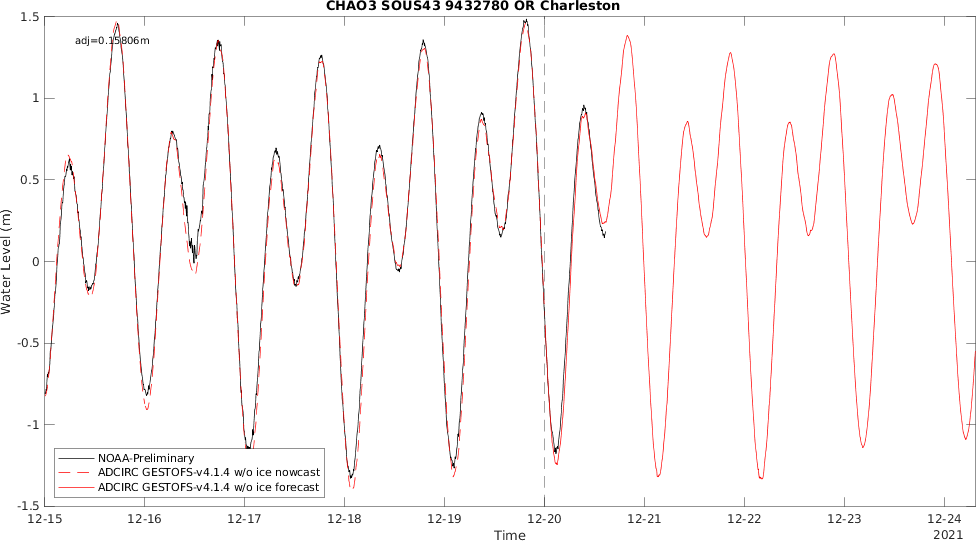 CHAO3 SOUS43 9432780 OR Charleston
adj=0.15806m
1.5
1
0.5
0
-0.5
-1
-1.5
Water Level (m)
NOAA-Preliminary
ADCIRC GESTOFS-v4.1.4 w/o ice nowcast
ADCIRC GESTOFS-v4.1.4 w/o ice forecast
12-15 12-16 12-17 12-18 12-19 12-20 12-21 12-22 12-23 12-24
Time
2021